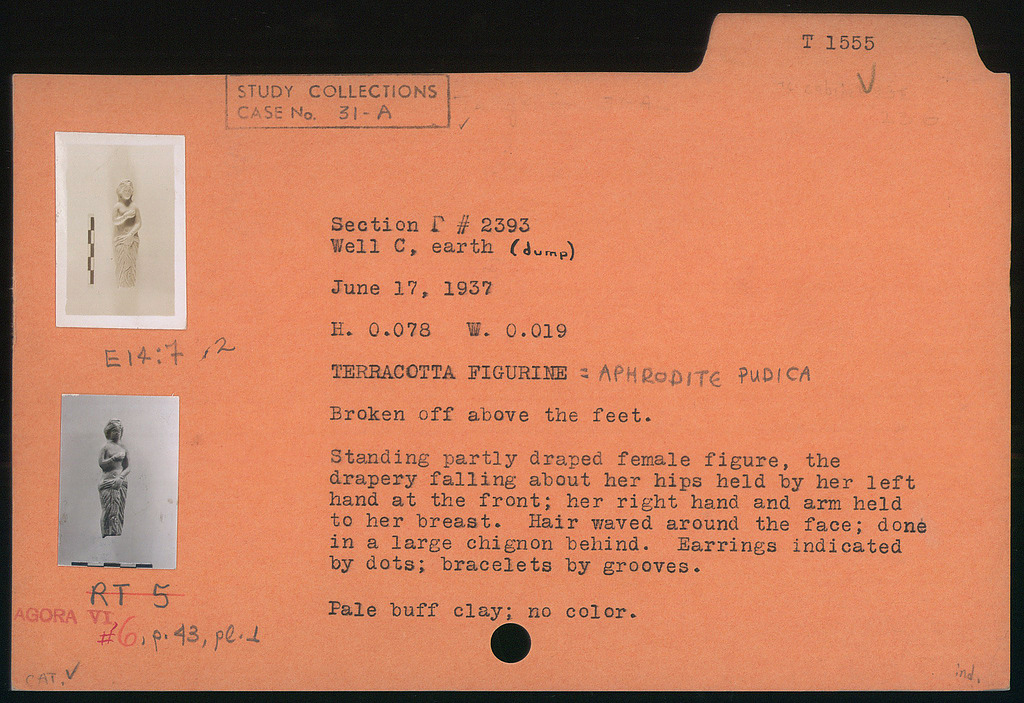 T 1555
STUDY COLLECTIONS
CASE No. 31-A
Section Γ # 2393
Well C, earth (dump)
June 17, 1937
H. 0.078 W. 0.019
E14:7 ,2
TERRACOTTA FIGURINE = APHRODITE PUDICA
Broken off above the feet.
Standing partly draped female figure, the
drapery falling about her hips held by her left
hand at the front; her right hand and arm held
to her breast. Hair waved around the face; done
in a large chignon behind. Earrings indicated
by dots; bracelets by grooves.
Pale buff clay; no color.
RT 5
AGORA VI
#6, p. 43, pl. 1
CAT. ✓
ind.